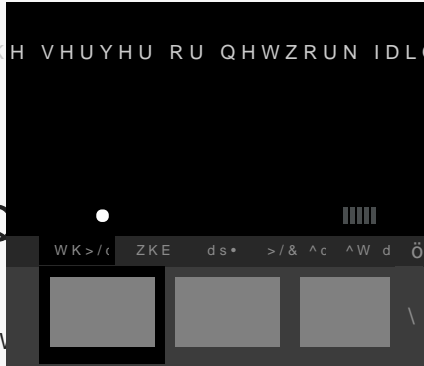 H VHUYHU RU QHWZRUN IDL
WK>/
ZKE
ds•
>/& ^c
^W d
ö
\